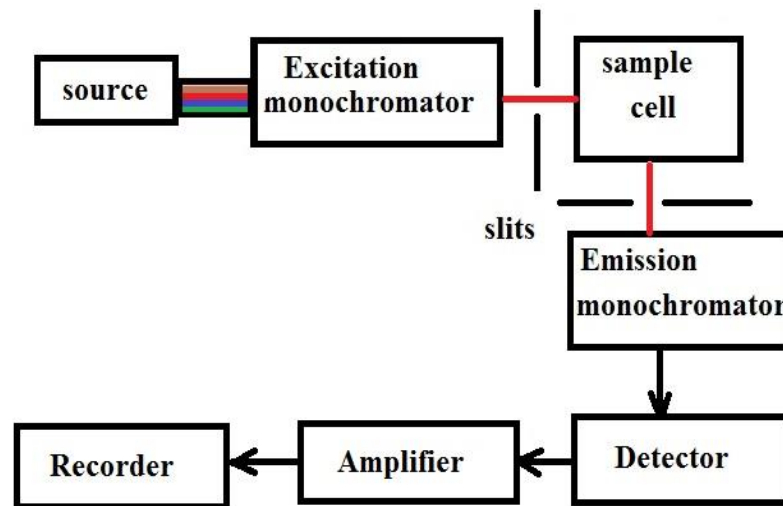 source
Excitation
monochromator
sample
cell
slits
Emission
monochromator
Recorder
Amplifier
Detector